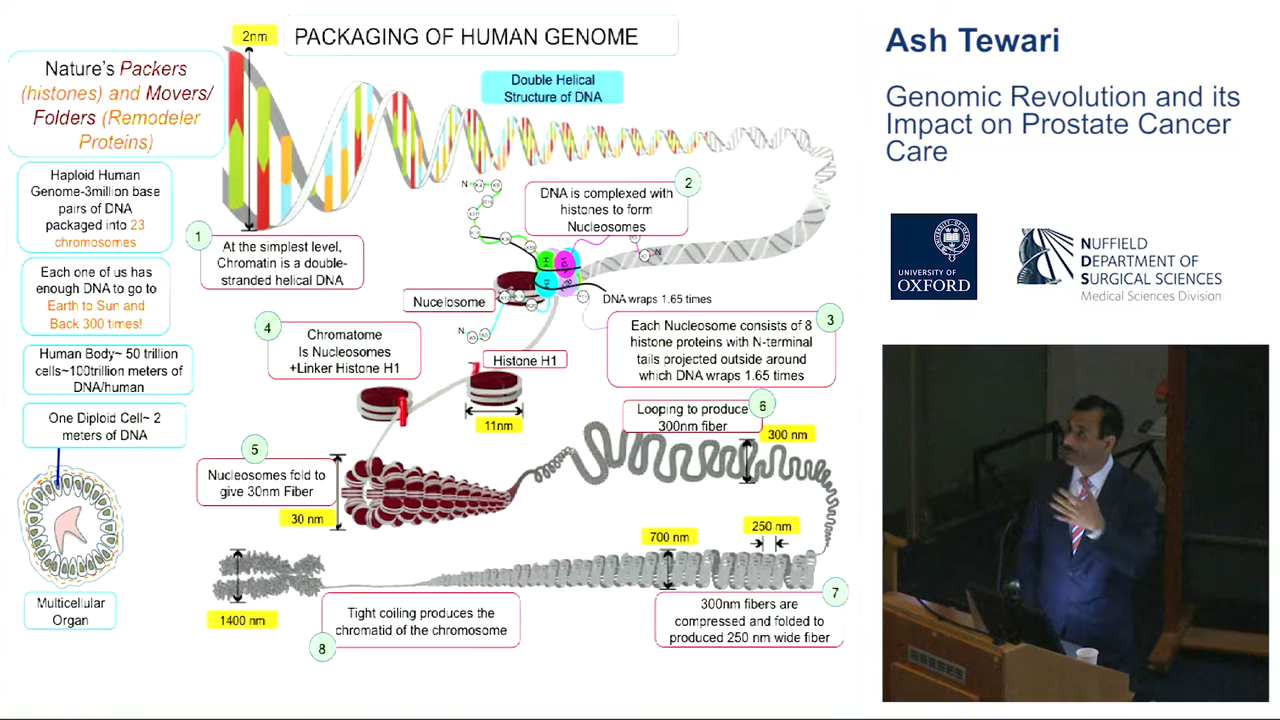 2nm
PACKAGING OF HUMAN GENOME
Nature's Packers
(histones) and Movers/
Folders (Remodeler
Proteins)
Double Helical
Structure of DNA
Haploid Human
Genome-3million base
pairs of DNA
packaged into 23
chromosomes
Each one of us has
enough DNA to go to
Earth to Sun and
Back 300 times!
Human Body~ 50 trillion
cells~100trillion meters of
DNA/human
One Diploid Cell~ 2
meters of DNA
Multicellular
Organ
1
At the simplest level,
Chromatin is a double-
stranded helical DNA
2
DNA is complexed with
histones to form
Nucleosomes
N
N
N
Nucelosome
DNA wraps 1.65 times
3
Each Nucleosome consists of 8
histone proteins with N-terminal
tails projected outside around
which DNA wraps 1.65 times
4
Chromatome
Is Nucleosomes
+Linker Histone H1
Histone H1
11nm
5
Nucleosomes fold to
give 30nm Fiber
30 nm
6
Looping to produce
300nm fiber
300 nm
700 nm
250 nm
7
300nm fibers are
compressed and folded to
produced 250 nm wide fiber
1400 nm
Tight coiling produces the
chromatid of the chromosome
8
Ash Tewari
Genomic Revolution and its
Impact on Prostate Cancer
Care
UNIVERSITY OF
OXFORD
NUFFIELD
DEPARTMENT OF
SURGICAL SCIENCES
Medical Sciences Division